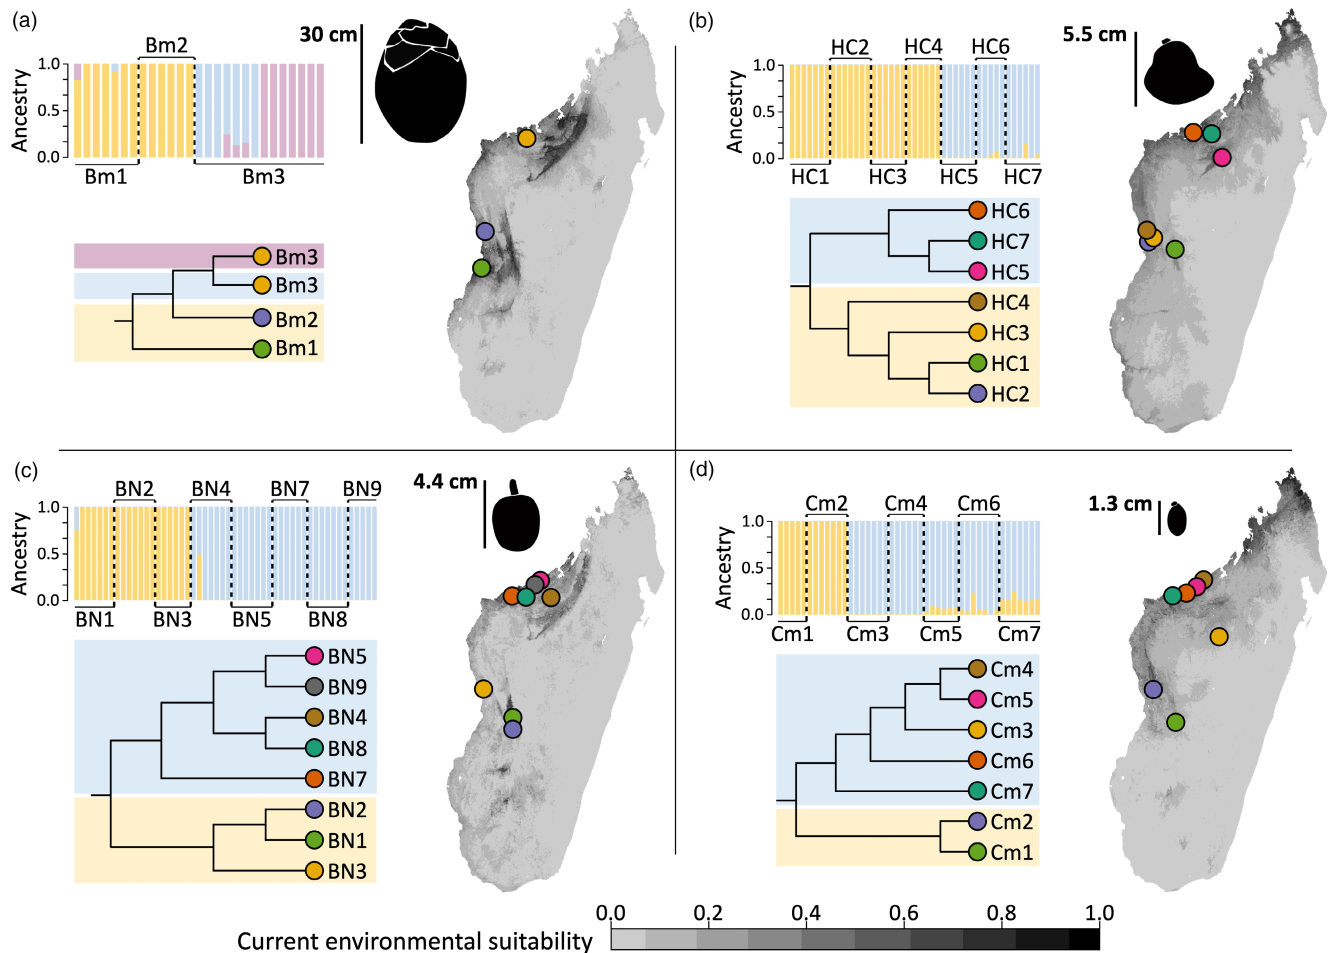 (a)
30 cm
Bm2
1.0
0.5
0.0
Ancestry
Bm1
Bm3
Bm3
Bm3
Bm2
Bm1
(b)
5.5 cm
HC2
HC4
HC6
1.0
0.5
0.0
Ancestry
HC1
HC3
HC5
HC7
HC6
HC7
HC5
HC4
HC3
HC1
HC2
(c)
4.4 cm
BN2
BN4
BN7
BN9
1.0
0.5
0.0
Ancestry
BN1
BN3
BN5
BN8
BN5
BN9
BN4
BN8
BN7
BN2
BN1
BN3
(d)
1.3 cm
Cm2
Cm4
Cm6
1.0
0.5
0.0
Ancestry
Cm1
Cm3
Cm5
Cm7
Cm4
Cm5
Cm3
Cm6
Cm7
Cm2
Cm1
0.0 0.2 0.4 0.6 0.8 1.0
Current environmental suitability